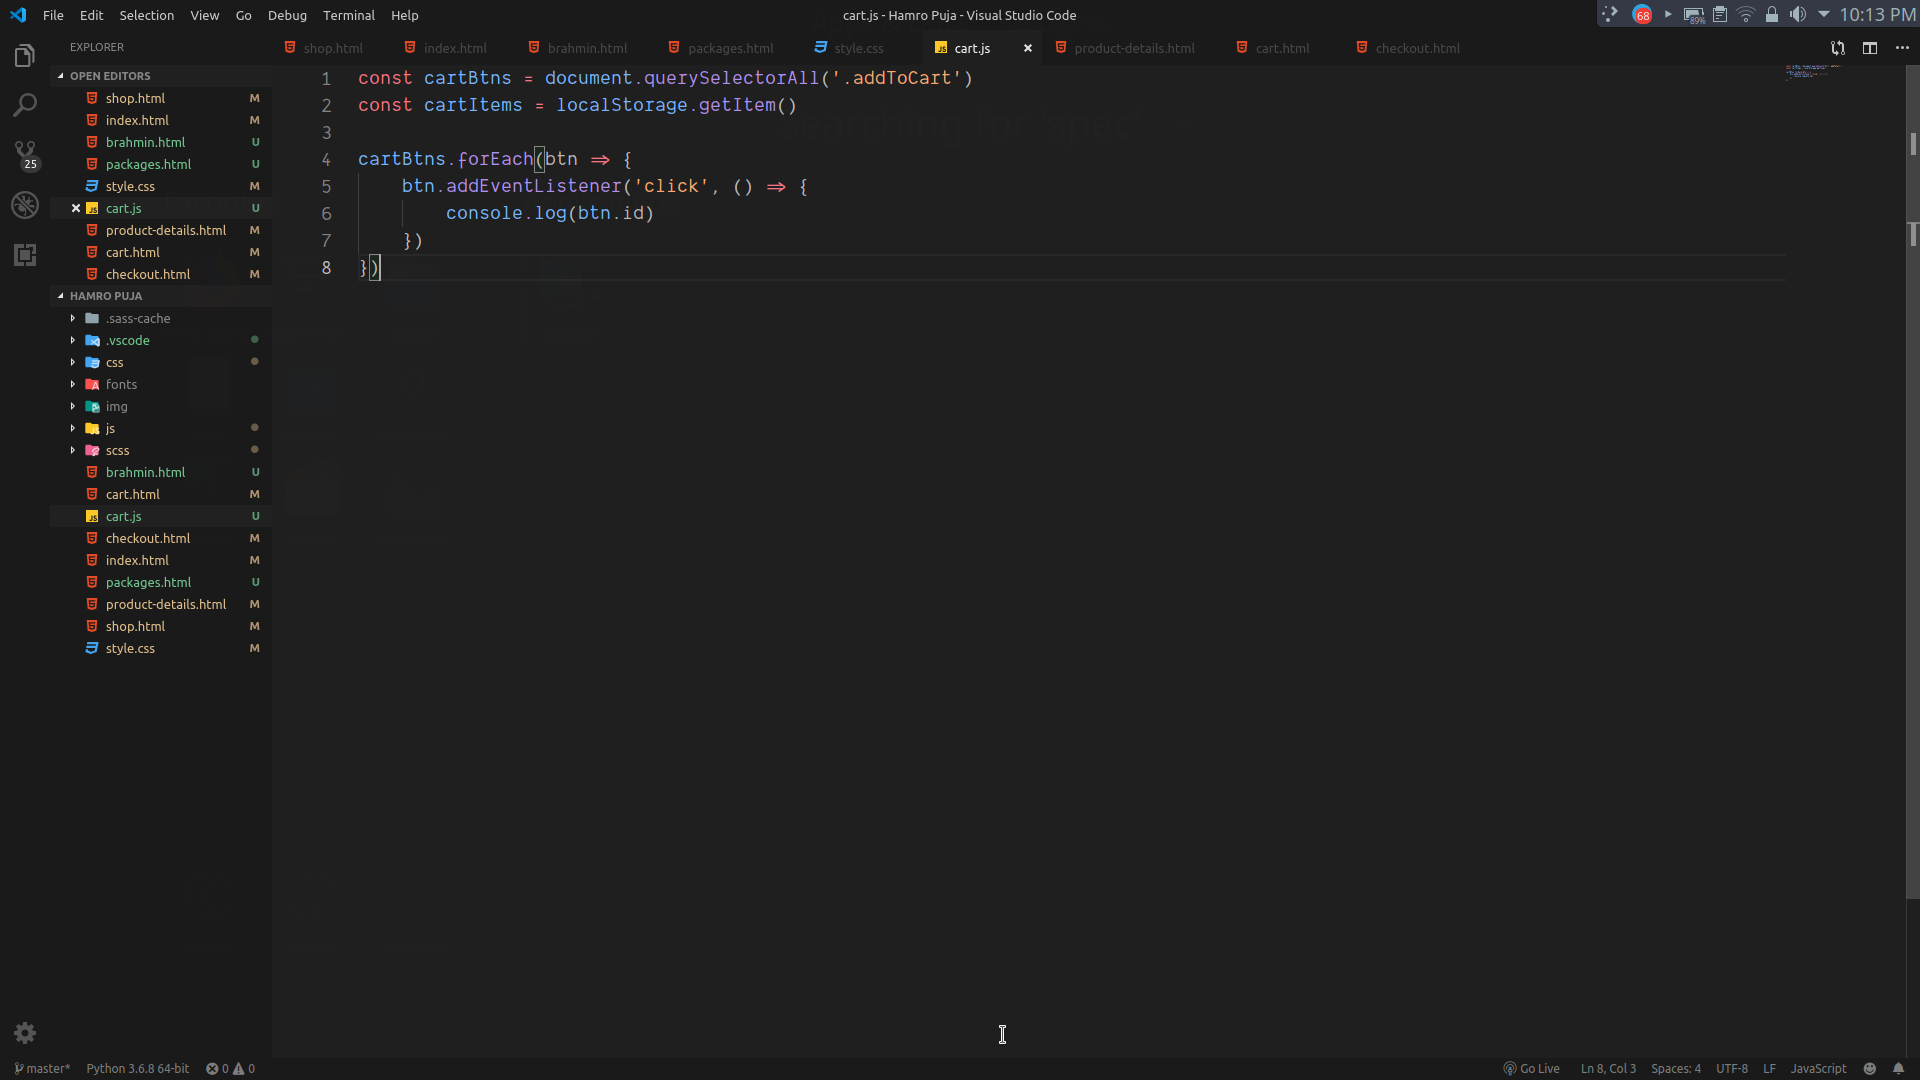 File Edit Selection View Go Debug Terminal Help
cart.js - Hamro Puja - Visual Studio Code
68
89%
10:13 PM
EXPLORER
shop.html index.html brahmin.html packages.html style.css cart.js product-details.html cart.html checkout.html
OPEN EDITORS
shop.html M
index.html M
brahmin.html U
packages.html U
style.css M
cart.js U
product-details.html M
cart.html M
checkout.html M
25
HAMRO PUJA
.sass-cache
.vscode
css
fonts
img
js
scss
brahmin.html U
cart.html M
cart.js U
checkout.html M
index.html M
packages.html U
product-details.html M
shop.html M
style.css M
1 const cartBtns = document.querySelectorAll('.addToCart')
2 const cartItems = localStorage.getItem()
3
4 cartBtns.forEach(btn => {
5 btn.addEventListener('click', () => {
6 console.log(btn.id)
7 })
8 })
searching for 'spec'
master* Python 3.6.8 64-bit 0 0 Go Live Ln 8, Col 3 Spaces: 4 UTF-8 LF JavaScript